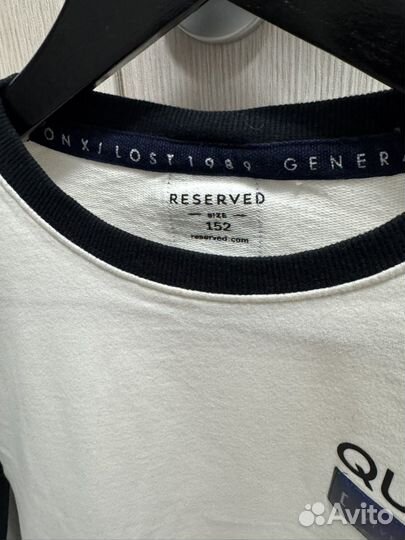 ONXILOST1989 GENER
RESERVED
SIZE
152
reserved.com
QU
Avito